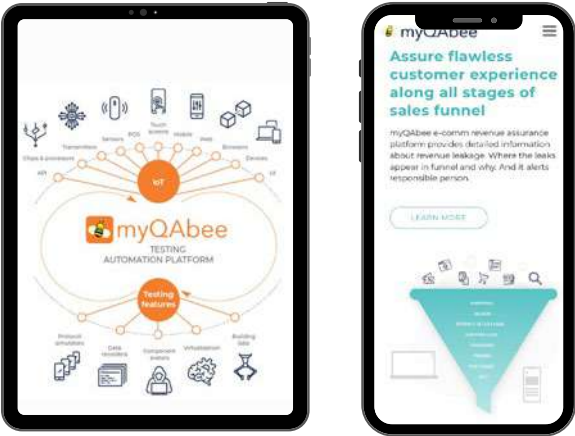 Touch
screens
POS
Mobile
Sensors
Web
Transmitters
Browsers
Chips & processors
Devices
API
UI
IoT
myQAbee
TESTING
AUTOMATION PLATFORM
Testing
features
Protocol
simulators
Building
labs
Data
recorders
Virtualization
Component
avatars
myQAbee
Assure flawless
customer experience
along all stages of
sales funnel
myQAbee e-comm revenue assurance
platform provides detailed information
about revenue leakage. Where the leaks
appear in funnel and why. And it alerts
responsible person.
LEARN MORE